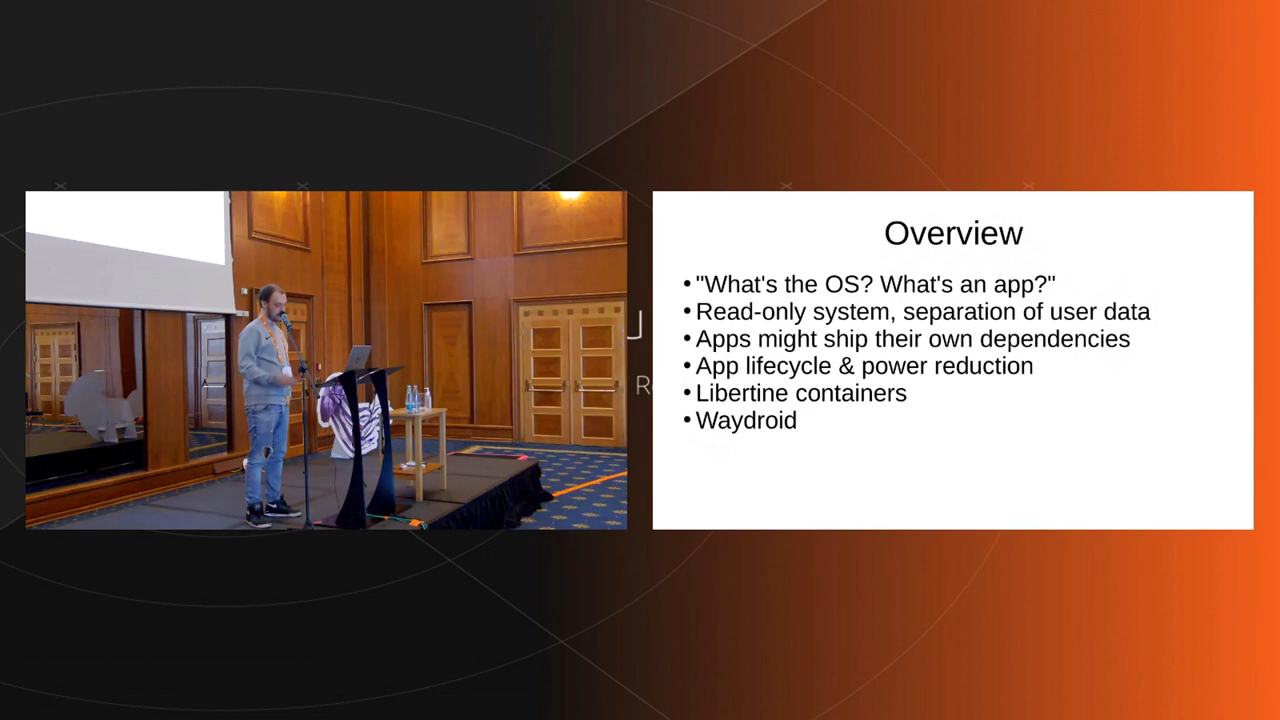 Overview
• "What's the OS? What's an app?"
• Read-only system, separation of user data
• Apps might ship their own dependencies
• App lifecycle & power reduction
• Libertine containers
• Waydroid